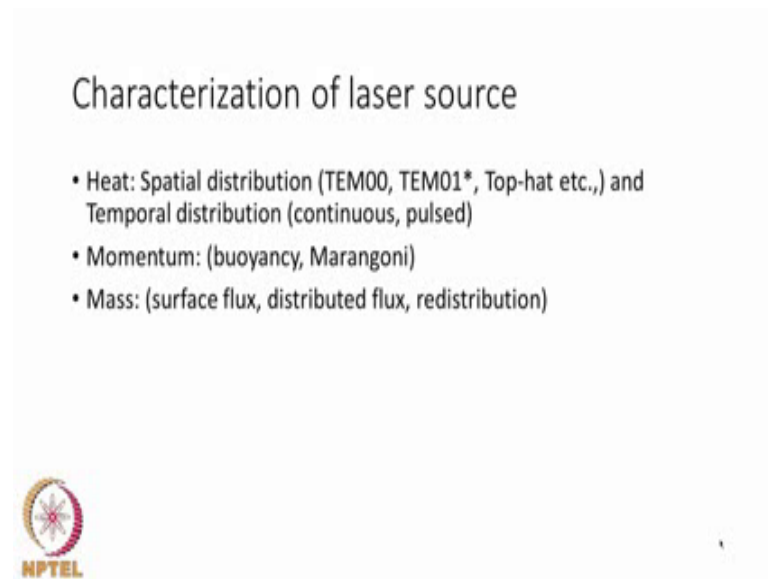 Characterization of laser source
• Heat: Spatial distribution (TEM00, TEM01*, Top-hat etc.,) and
Temporal distribution (continuous, pulsed)
• Momentum: (buoyancy, Marangoni)
• Mass: (surface flux, distributed flux, redistribution)
NPTEL